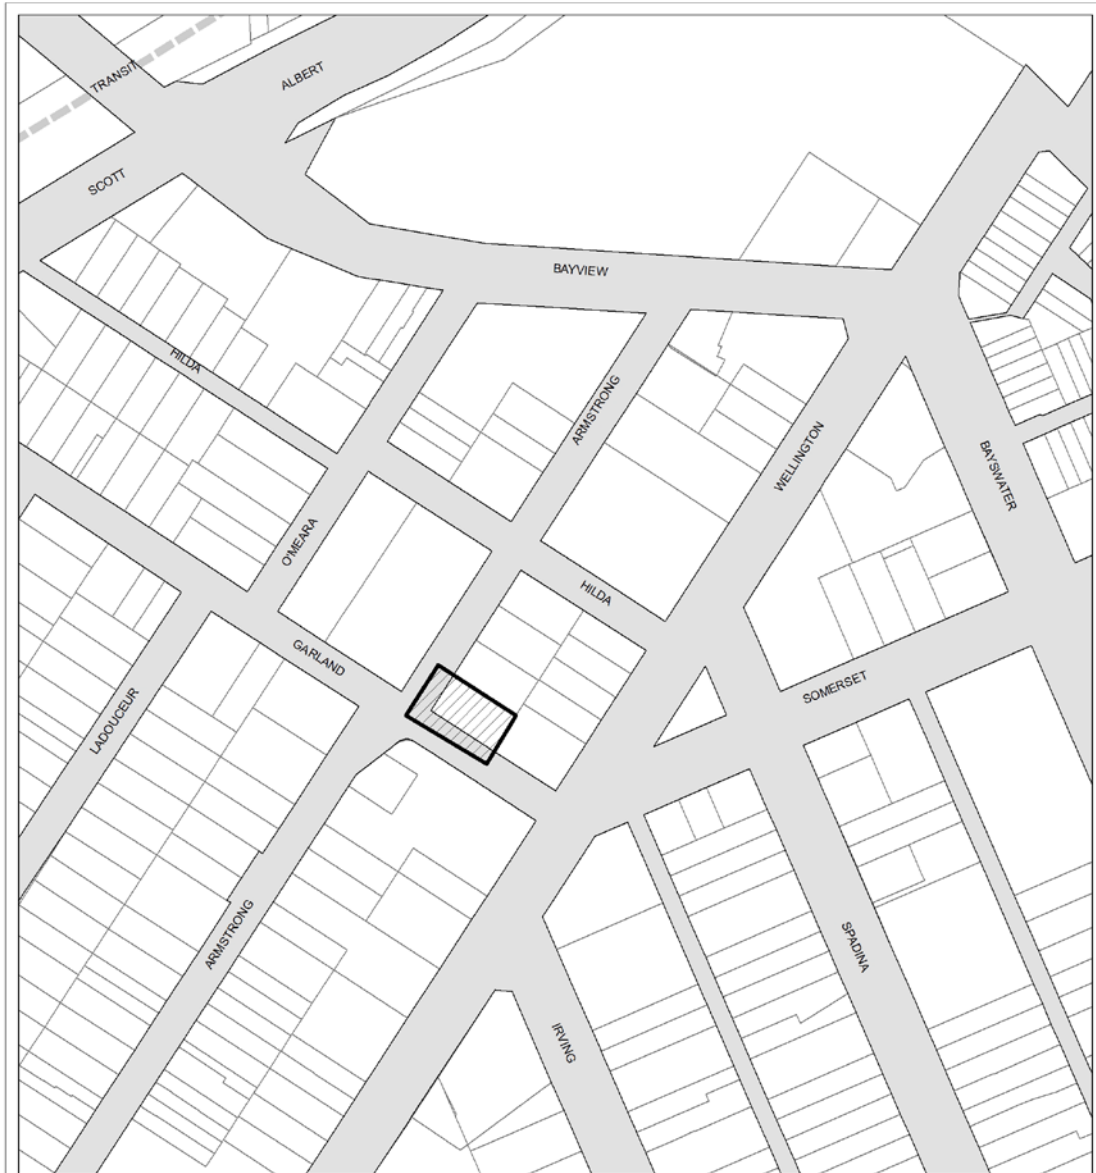 TRANSIT
ALBERT
SCOTT
BAYVIEW
HILDA
ARMSTRONG
WELLINGTON
BAYSWATER
O'MEARA
HILDA
GARLAND
SOMERSET
LADOUCEUR
ARMSTRONG
SPADINA
IRVING